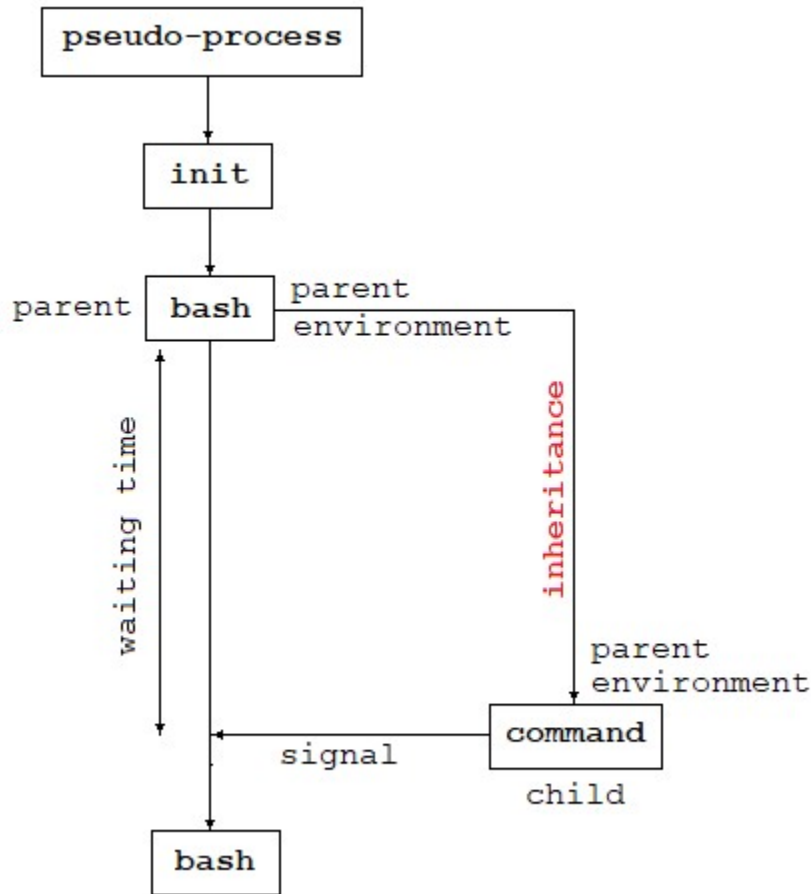 pseudo-process
init
parent
bash
parent
environment
waiting time
inheritance
parent
environment
command
signal
child
bash